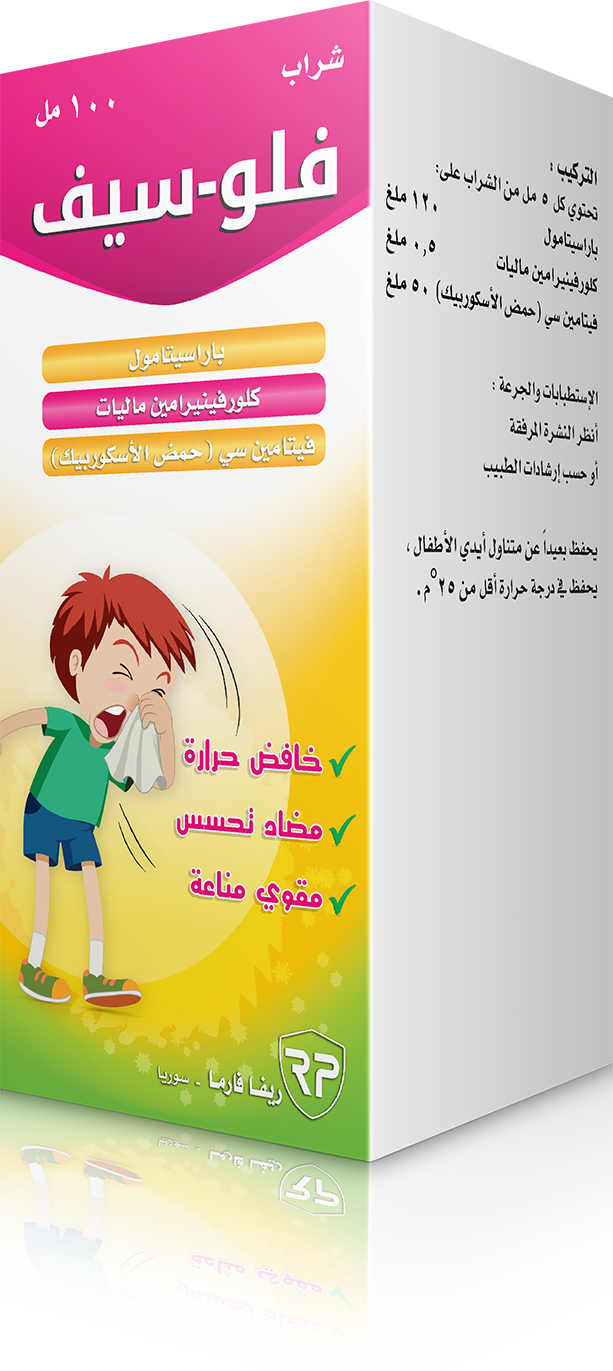 شراب
١٠٠ مل
فلو-سيف
باراسيتامول
كلورفينيرامين ماليات
فيتامين سي (حمض الأسكوربيك)
خافض حرارة
مضاد تحسس
مقوي مناعة
RP
ريفا فارما - سوريا
التركيب :
تحتوي كل ٥ مل من الشراب على:
باراسيتامول ١٢٠ ملغ
كلورفينيرامين ماليات ٠,٥ ملغ
فيتامين سي (حمض الأسكوربيك) ٥٠ ملغ
الإستطبابات والجرعة :
أنظر النشرة المرفقة
أو حسب إرشادات الطبيب
يحفظ بعيداً عن متناول أيدي الأطفال ،
يحفظ في درجة حرارة أقل من ٢٥°م .